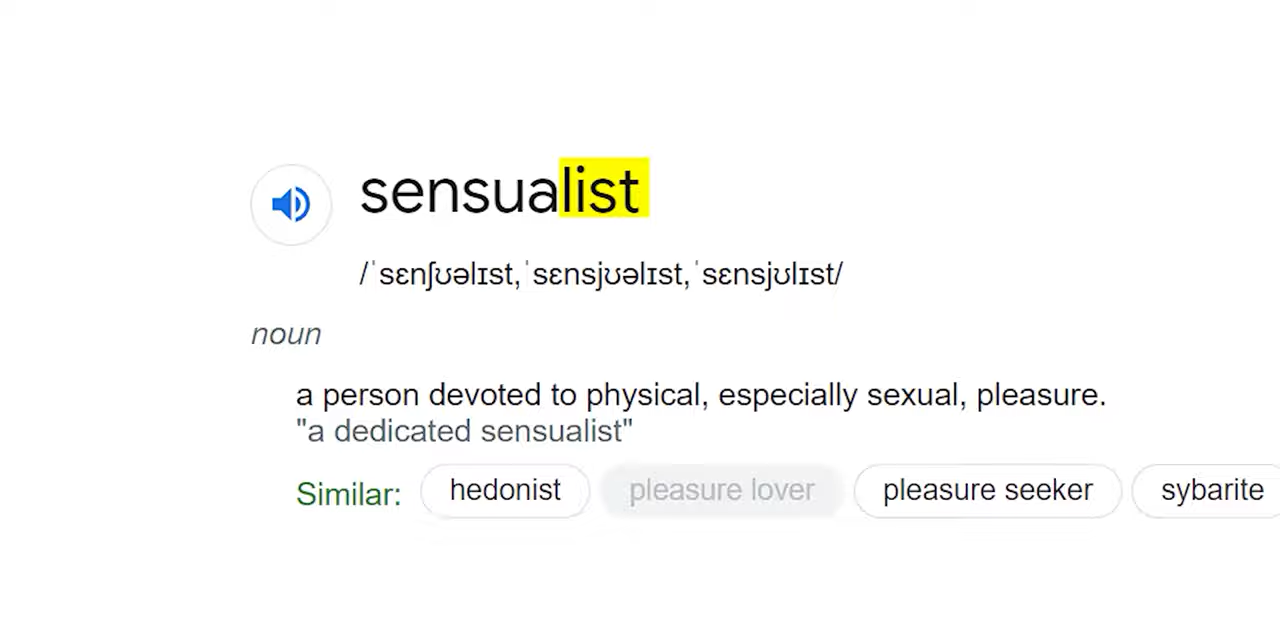 sensualist
/ˈsɛnʃʊəlɪst,ˈsɛnsjʊəlɪst,ˈsɛnsjʊlɪst/
noun
a person devoted to physical, especially sexual, pleasure.
"a dedicated sensualist"
Similar: hedonist pleasure lover pleasure seeker sybarite